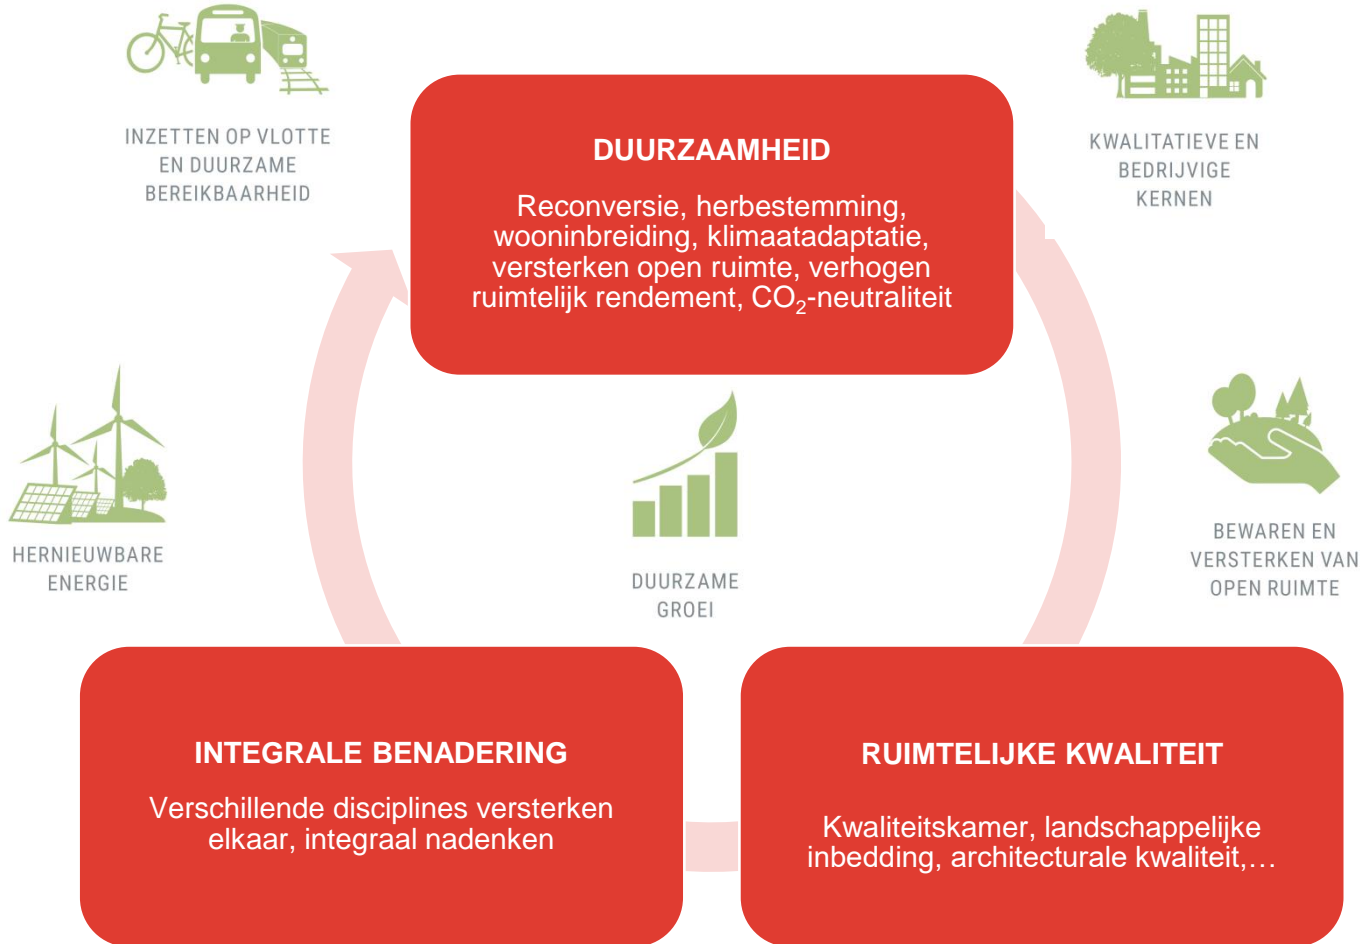 INZETTEN OP VLOTTE
EN DUURZAME
BEREIKBAARHEID
DUURZAAMHEID
Reconversie, herbestemming,
wooninbreiding, klimaatadaptatie,
versterken open ruimte, verhogen
ruimtelijk rendement, CO₂-neutraliteit
KWALITATIEVE EN
BEDRIJVIGE
KERNEN
HERNIEUWBARE
ENERGIE
DUURZAME
GROEI
BEWAREN EN
VERSTERKEN VAN
OPEN RUIMTE
INTEGRALE BENADERING
Verschillende disciplines versterken
elkaar, integraal nadenken
RUIMTELIJKE KWALITEIT
Kwaliteitskamer, landschappelijke
inbedding, architecturale kwaliteit,…